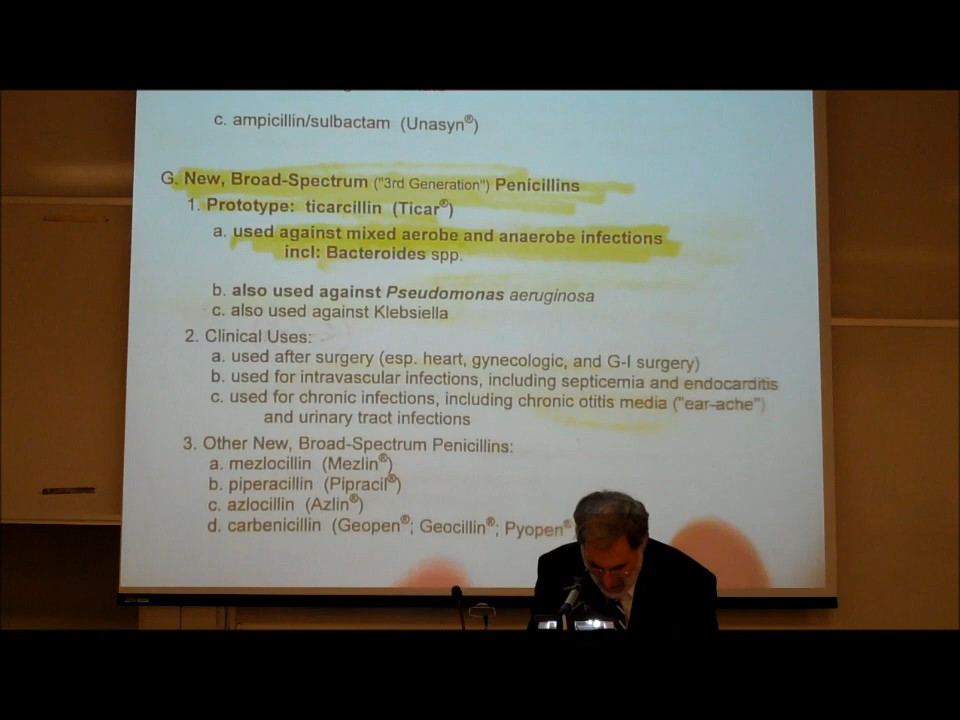 c. ampicillin/sulbactam (Unasyn®)
G. New, Broad-Spectrum ("3rd Generation") Penicillins
1. Prototype: ticarcillin (Ticar®)
a. used against mixed aerobe and anaerobe infections
incl: Bacteroides spp.
b. also used against Pseudomonas aeruginosa
c. also used against Klebsiella
2. Clinical Uses:
a. used after surgery (esp. heart, gynecologic, and G-I surgery)
b. used for intravascular infections, including septicemia and endocarditis
c. used for chronic infections, including chronic otitis media ("ear-ache")
and urinary tract infections
3. Other New, Broad-Spectrum Penicillins:
a. mezlocillin (Mezlin®)
b. piperacillin (Pipracil®)
c. azlocillin (Azlin®)
d. carbenicillin (Geopen®; Geocillin®; Pyopen®